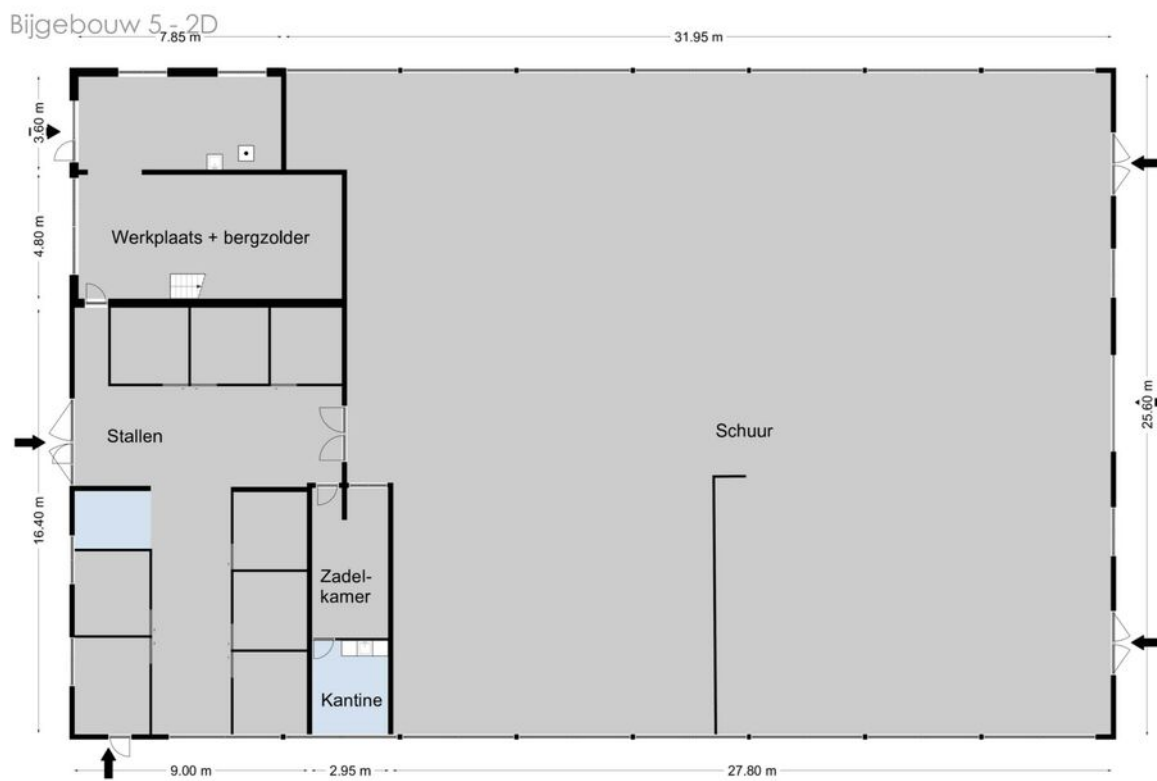 Bijgebouw 5 - 2D
7.85 m
31.95 m
3.60 m
4.80 m
Werkplaats + bergzolder
25.60 m
Stallen
Schuur
16.40 m
Zadel-
kamer
Kantine
9.00 m
2.95 m
27.80 m